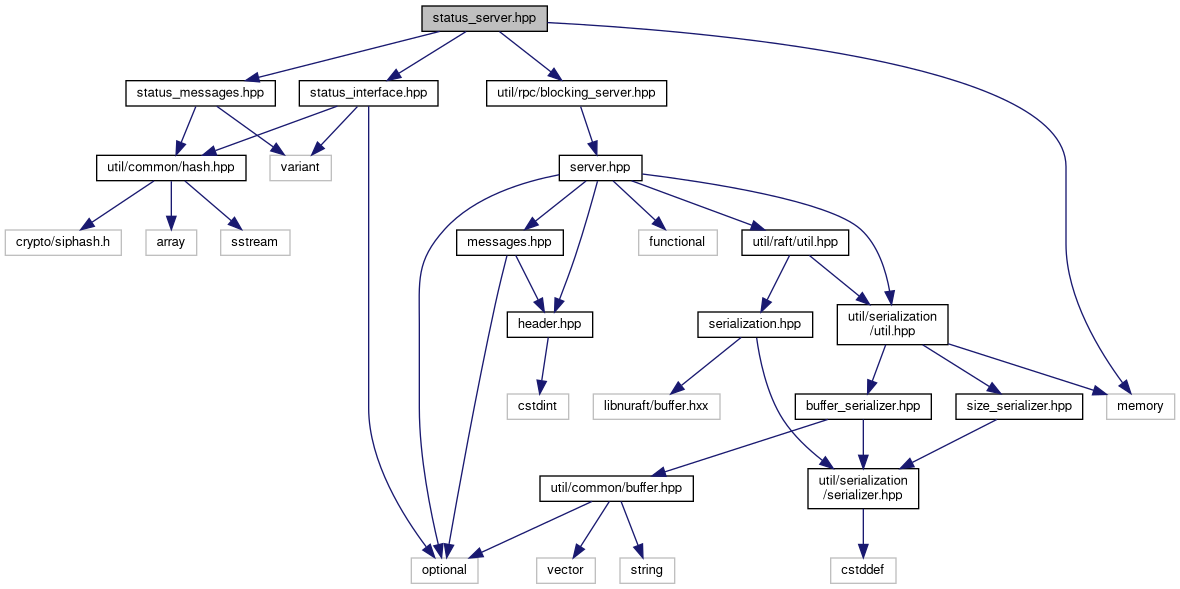 status_server.hpp
status_messages.hpp
status_interface.hpp
util/rpc/blocking_server.hpp
util/common/hash.hpp
variant
server.hpp
crypto/siphash.h
array
sstream
messages.hpp
functional
util/raft/util.hpp
header.hpp
serialization.hpp
util/serialization
/util.hpp
cstdint
libnuraft/buffer.hxx
buffer_serializer.hpp
size_serializer.hpp
memory
util/common/buffer.hpp
util/serialization
/serializer.hpp
optional
vector
string
cstddef